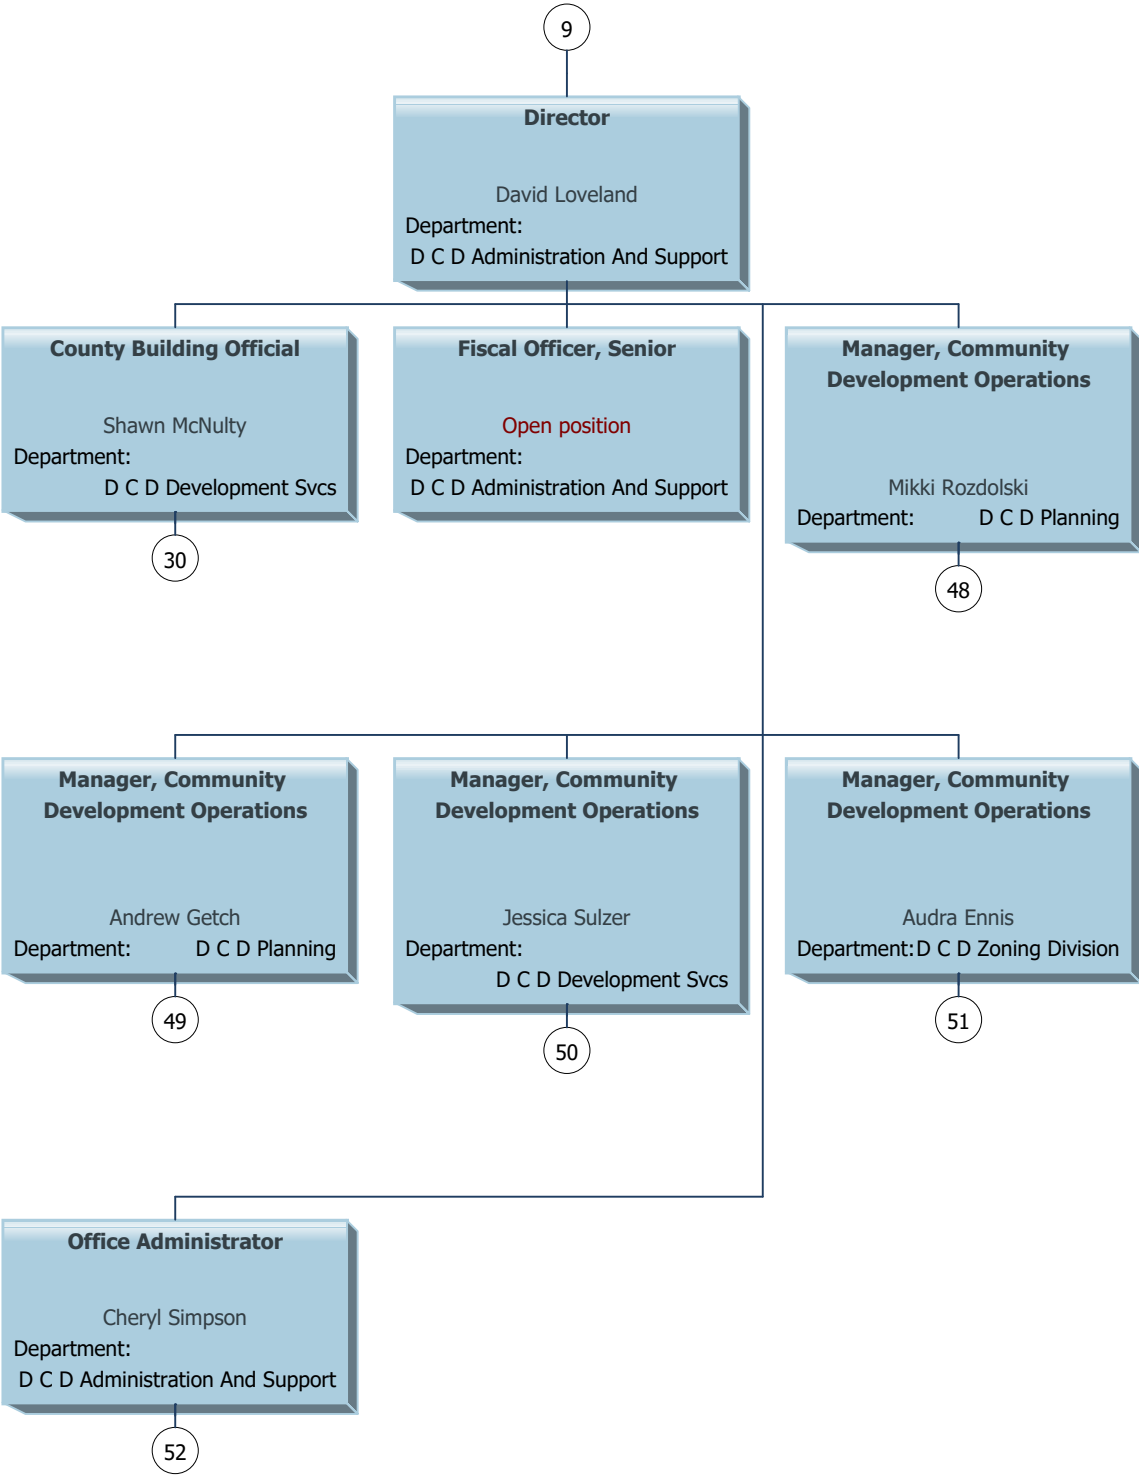 9
Director
David Loveland
Department:
D C D Administration And Support
County Building Official
Shawn McNulty
Department:
D C D Development Svcs
30
Fiscal Officer, Senior
Open position
Department:
D C D Administration And Support
Manager, Community
Development Operations
Mikki Rozdolski
Department: D C D Planning
48
Manager, Community
Development Operations
Andrew Getch
Department: D C D Planning
49
Manager, Community
Development Operations
Jessica Sulzer
Department:
D C D Development Svcs
50
Manager, Community
Development Operations
Audra Ennis
Department: D C D Zoning Division
51
Office Administrator
Cheryl Simpson
Department:
D C D Administration And Support
52